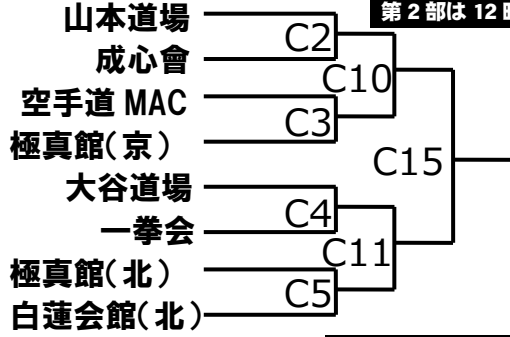 第2部は12
山本道場
C2
成心會
C10
空手道 MAC
C3
極真館(京)
C15
大谷道場
C4
一拳会
C11
極真館(北)
C5
白蓮会館(北)